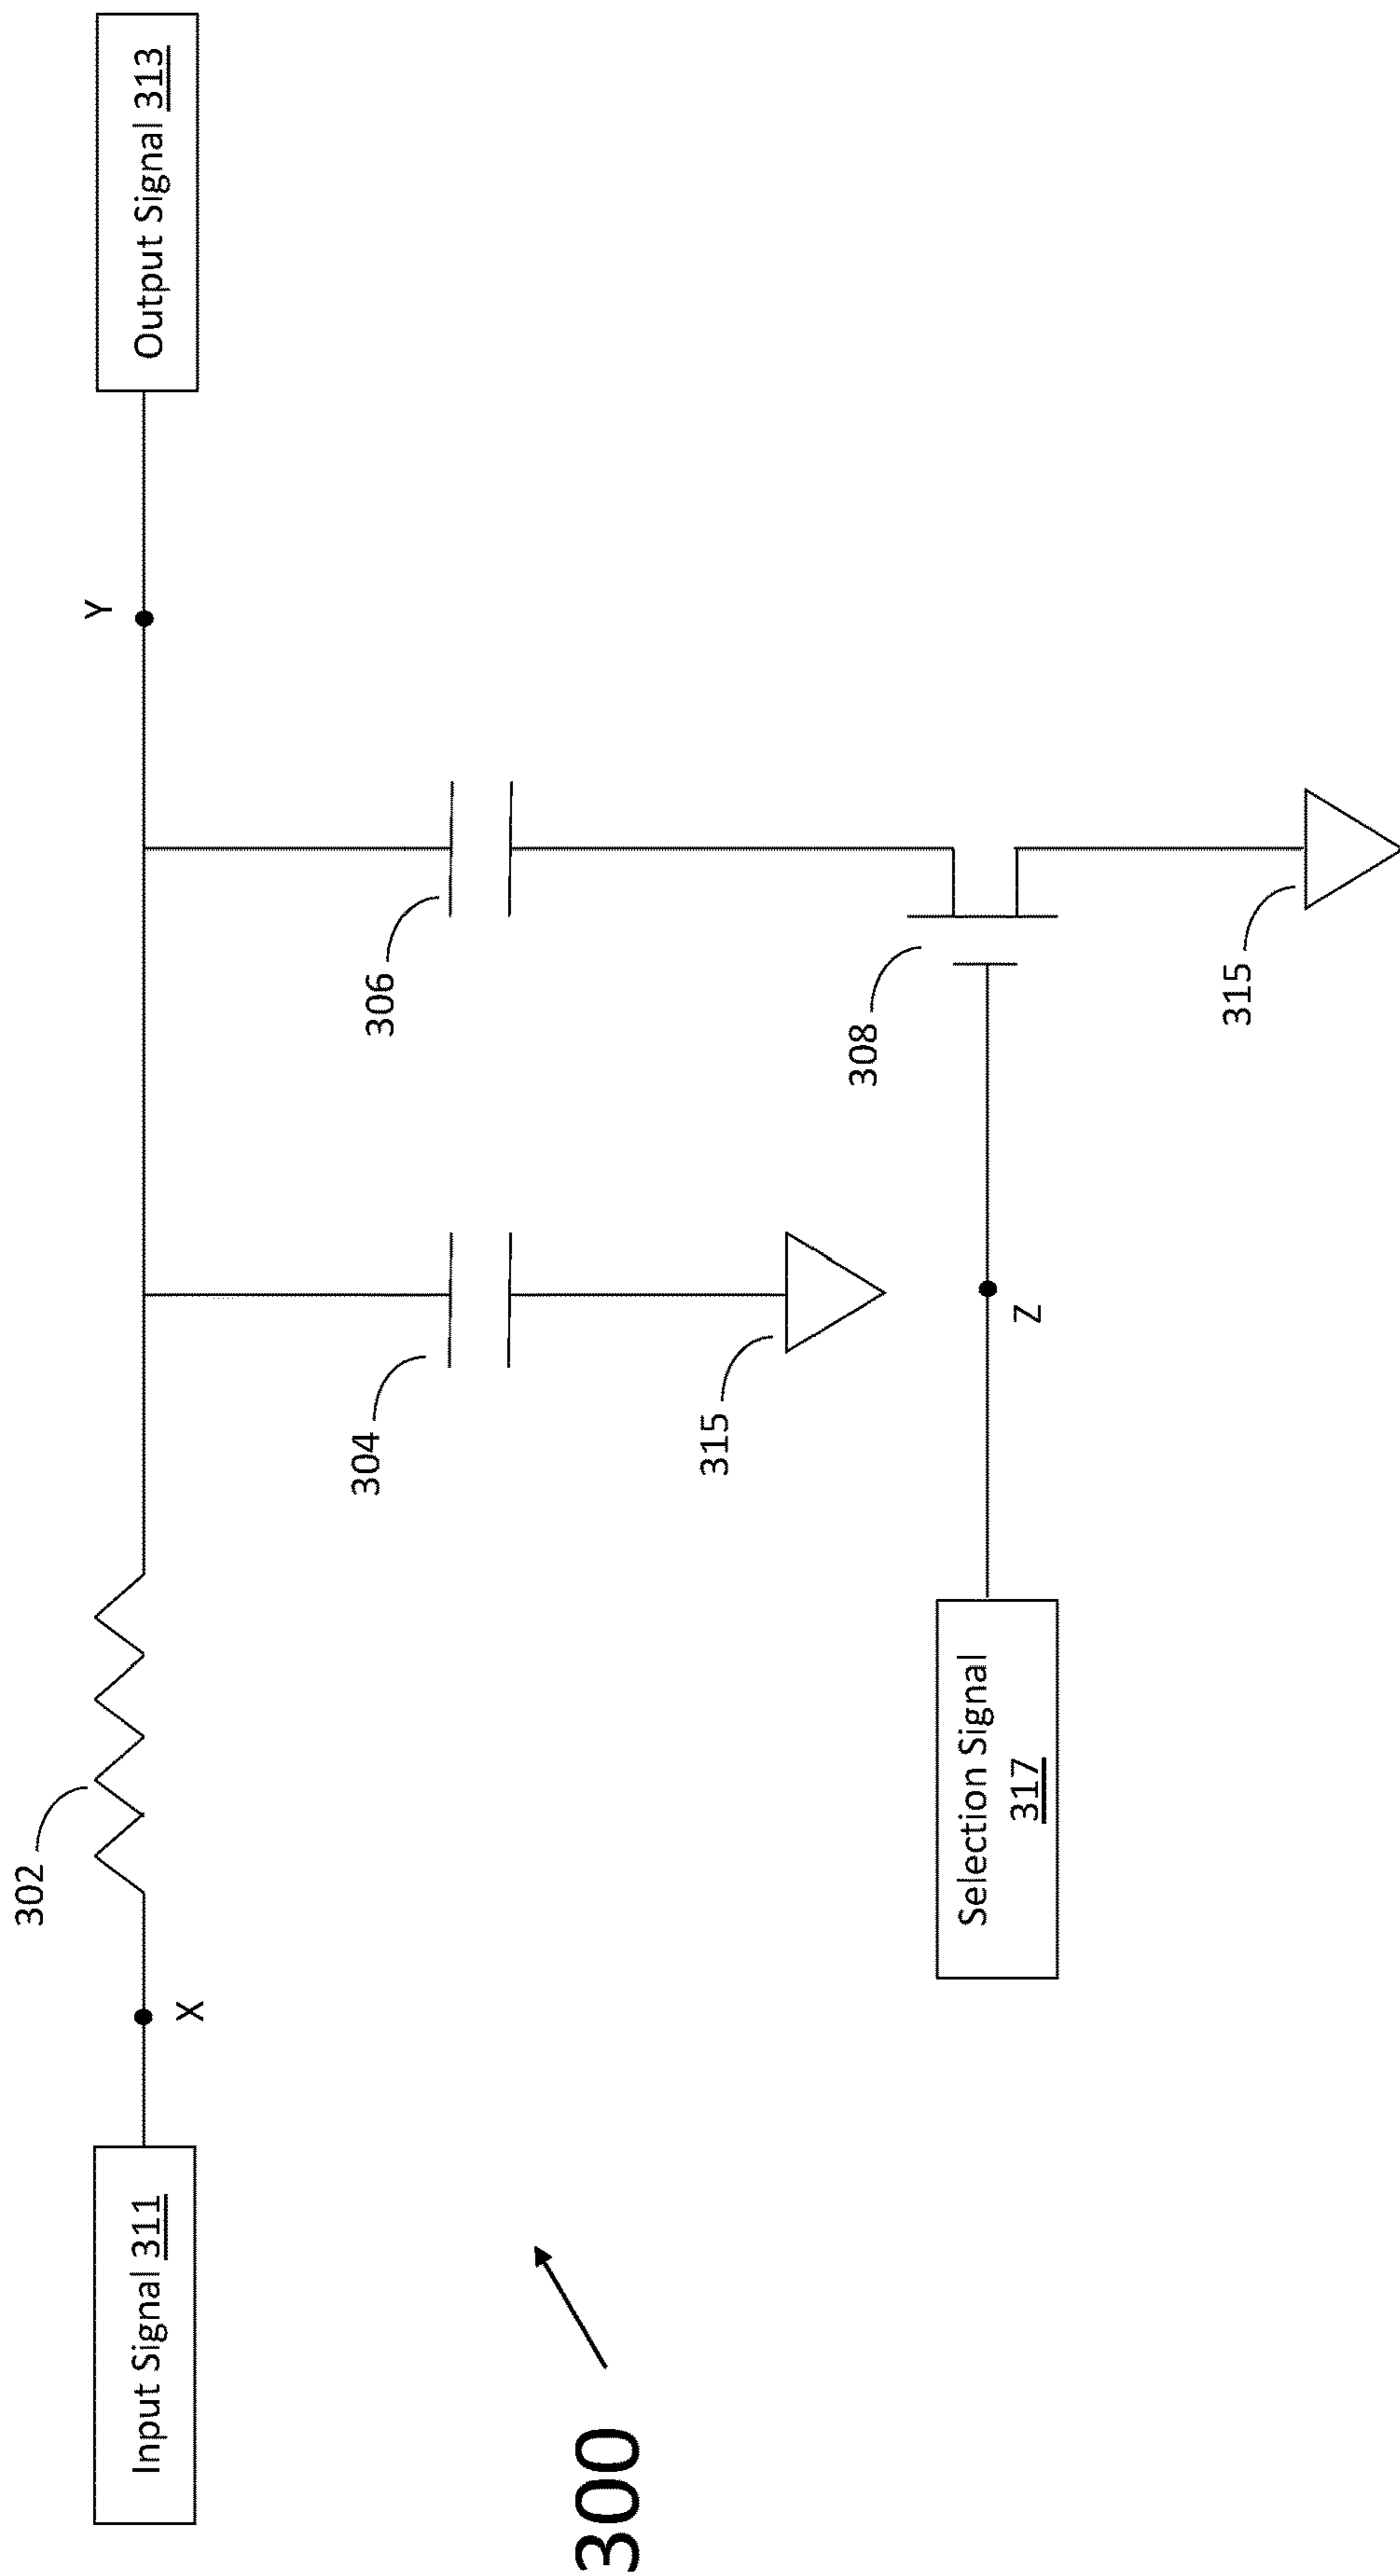 Input Signal 311
X
302
304
315
306
Y
Output Signal 313
Selection Signal
317
Z
308
315
300